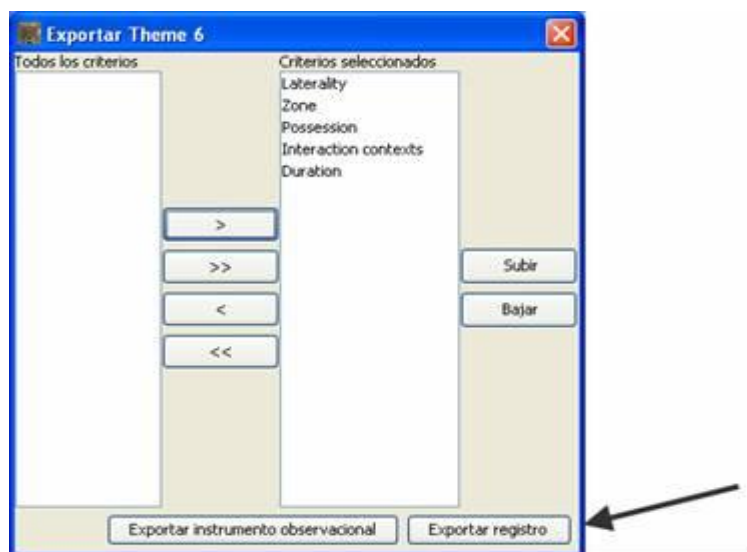 Exportar Theme 6
Todos los criterios
Criterios seleccionados
Laterality
Zone
Possession
Interaction contexts
Duration
>
>>
<
<<
Subir
Bajar
Exportar instrumento observacional
Exportar registro